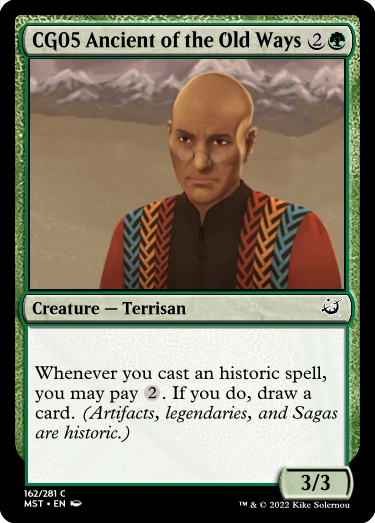 CG05 Ancient of the Old Ways 2
Creature — Terrisan
Whenever you cast an historic spell,
you may pay 2. If you do, draw a
card. (Artifacts, legendaries, and Sagas
are historic.)
3/3
162/281 C
MST • EN
™ & © 2022 Kike Solernou